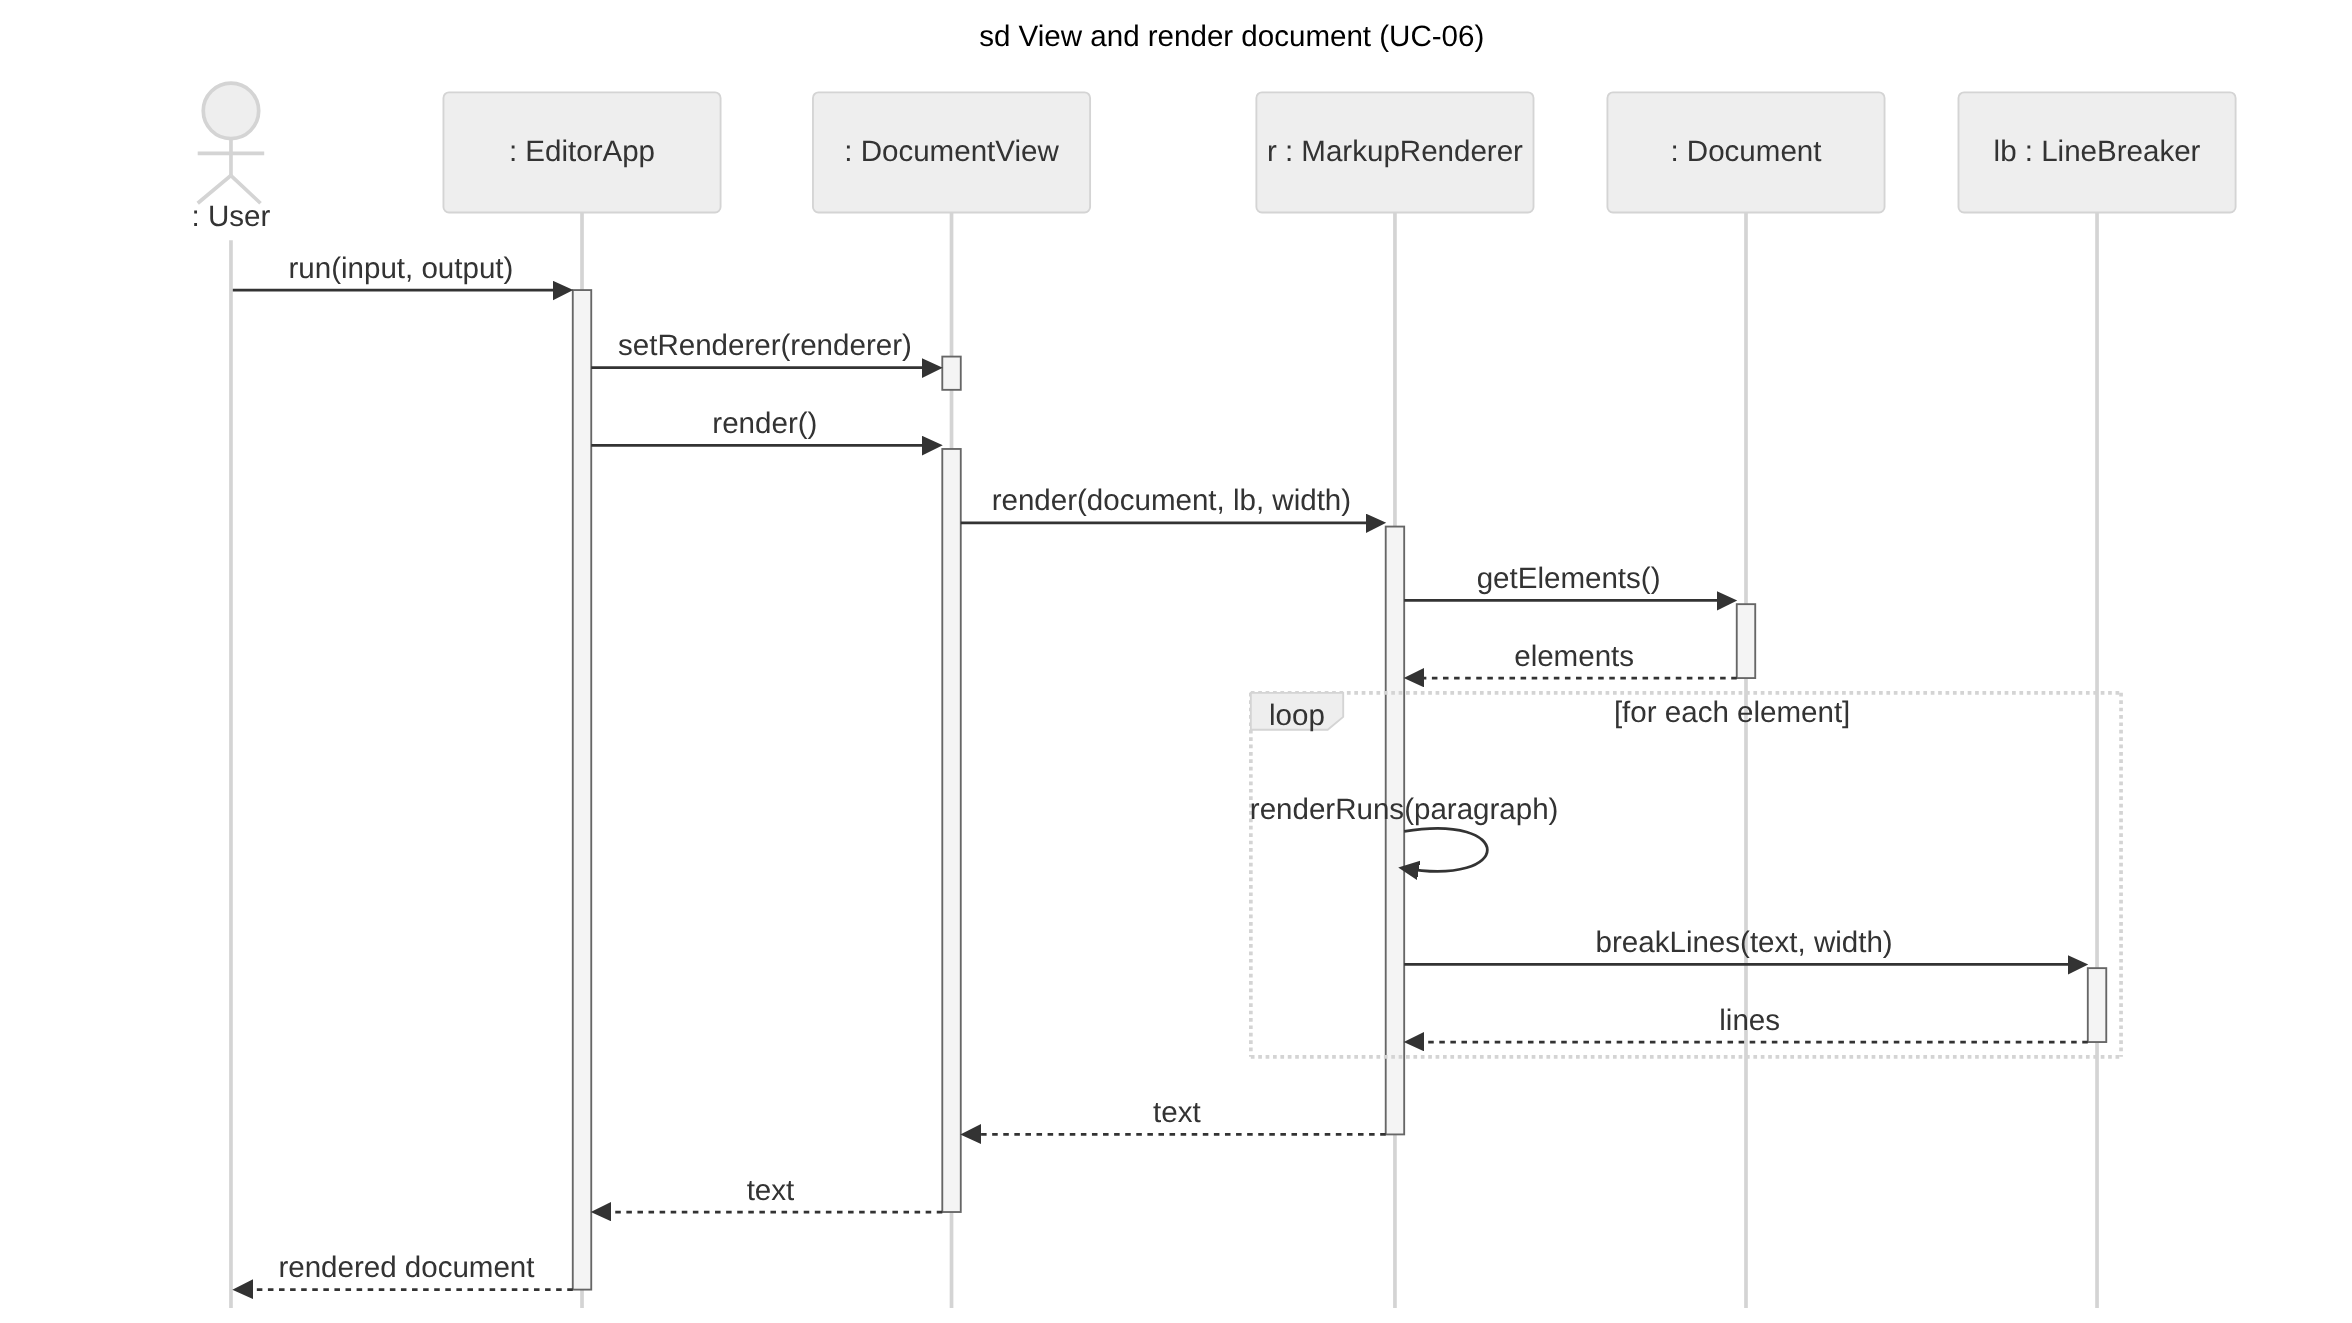 sd View and render document (UC-06)
: User
: EditorApp
: DocumentView
r : MarkupRenderer
: Document
lb : LineBreaker
run(input, output)
setRenderer(renderer)
render()
render(document, lb, width)
getElements()
elements
loop
[for each element]
renderRuns(paragraph)
breakLines(text, width)
lines
text
text
rendered document